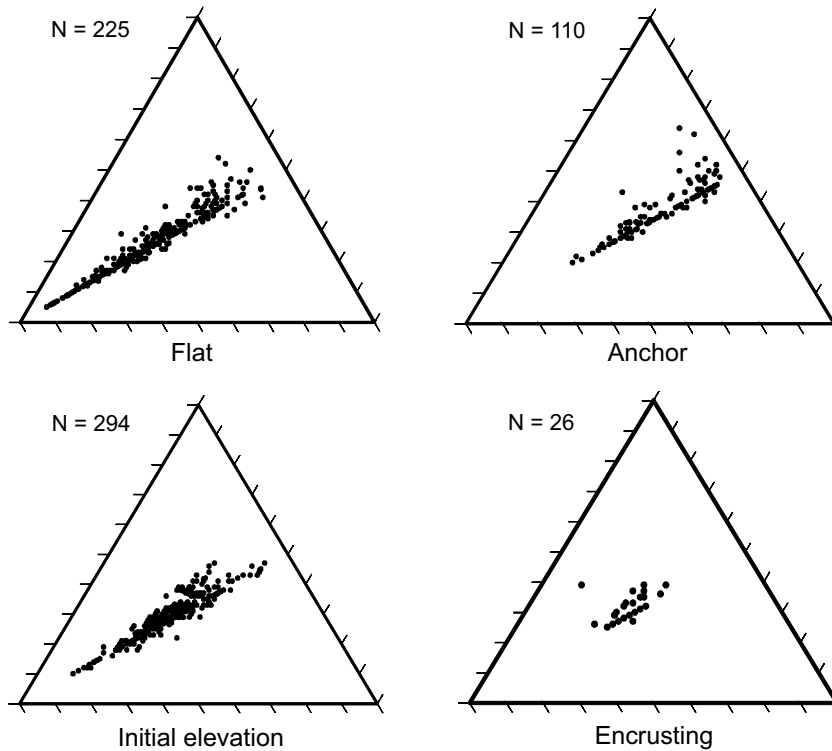 N = 225
Flat
N = 110
Anchor
N = 294
Initial elevation
N = 26
Encrusting